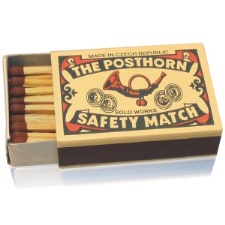 MADE IN CZECH REPUBLIC
THE POSTHORN
SOLO WORKS
SAFETY MATCH